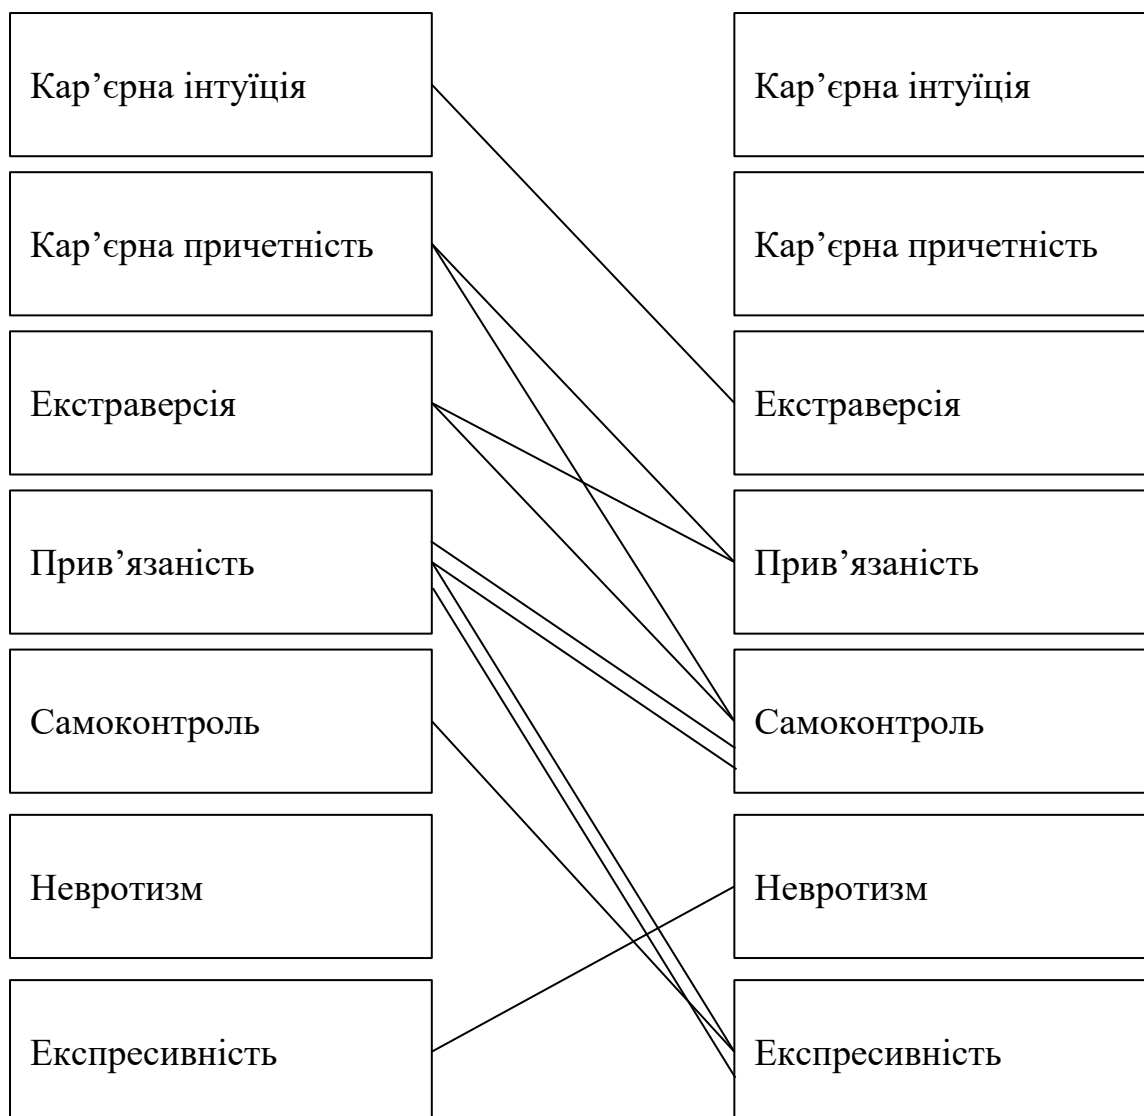 Кар’єрна інтуїція
Кар’єрна інтуїція
Кар’єрна причетність
Кар’єрна причетність
Екстраверсія
Екстраверсія
Прив’язаність
Прив’язаність
Самоконтроль
Самоконтроль
Невротизм
Невротизм
Експресивність
Експресивність